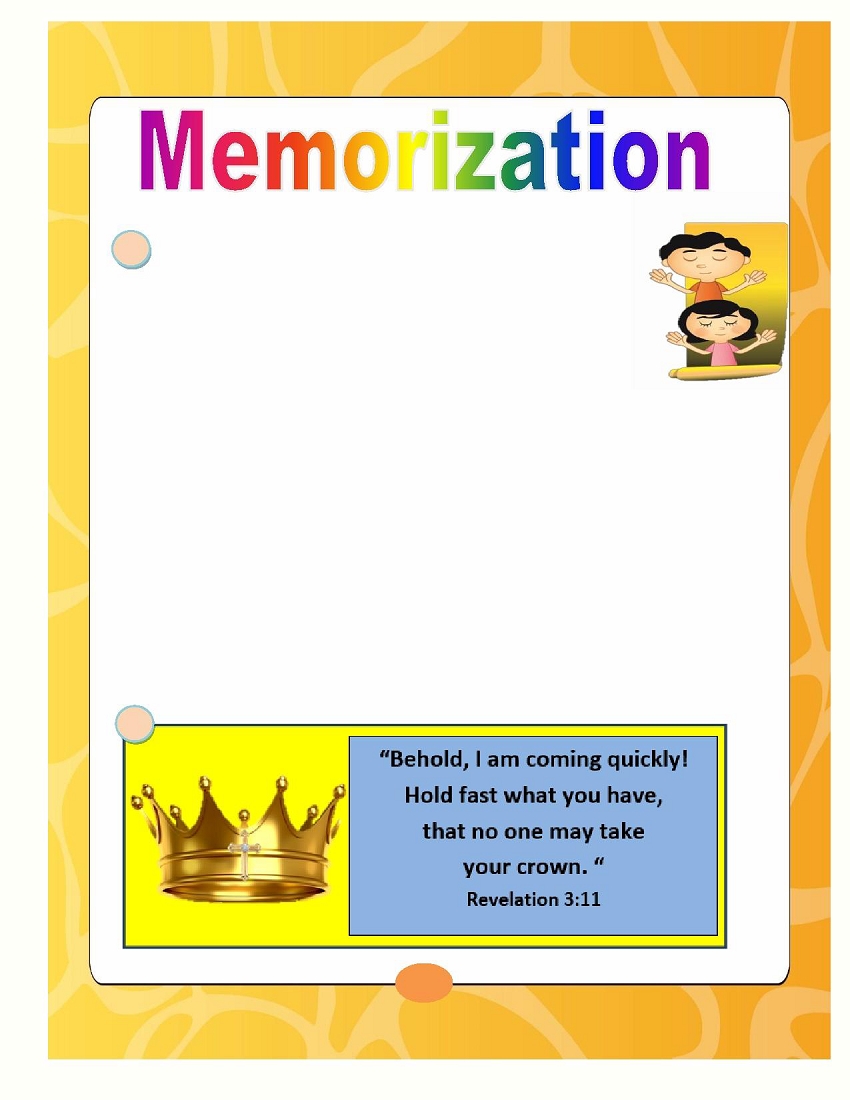 Memorization
“Behold, I am coming quickly!
Hold fast what you have,
that no one may take
your crown. “
Revelation 3:11